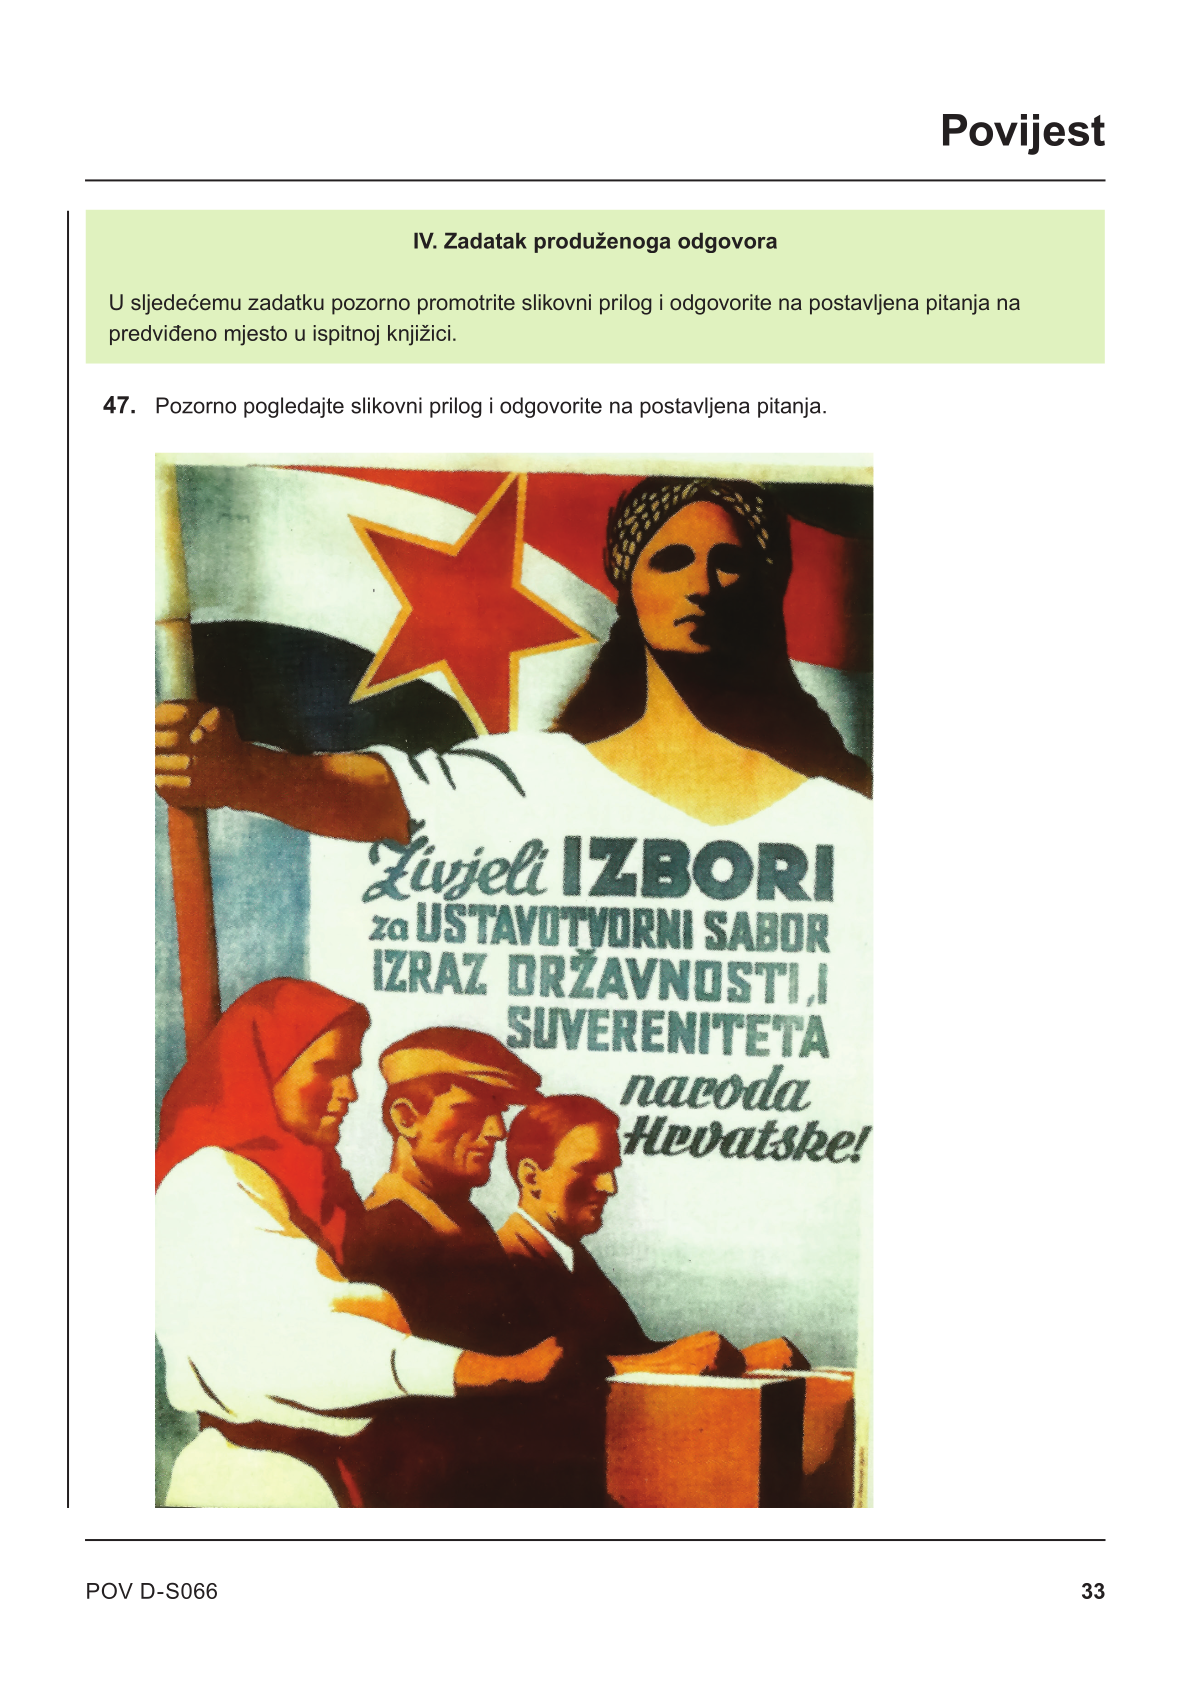 Povijest
IV. Zadatak produženoga odgovora
U sljedećemu zadatku pozorno promotrite slikovni prilog i odgovorite na postavljena pitanja na
predviđeno mjesto u ispitnoj knjižici.
47. Pozorno pogledajte slikovni prilog i odgovorite na postavljena pitanja.
Živjeli IZBORI
za USTAVOTVORNI SABOR
IZRAZ DRŽAVNOSTI, I
SUVERENITETA
naroda
Hrvatske!
POV D-S066
33